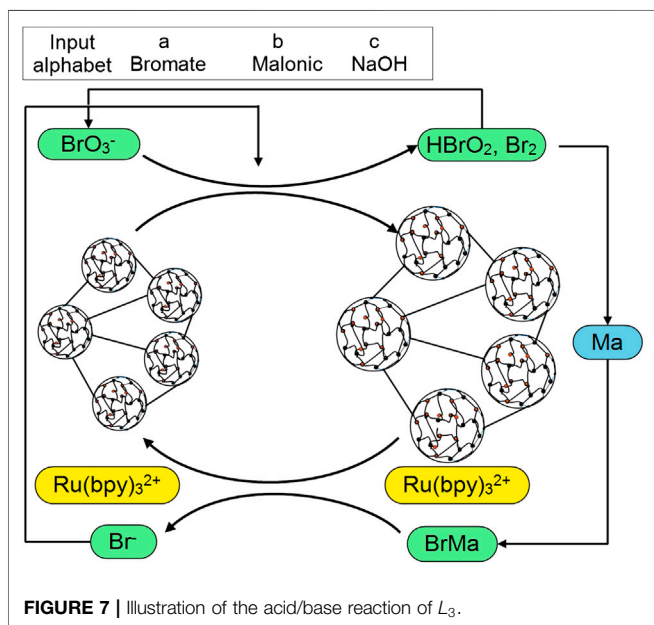 Input a b c
alphabet Bromate Malonic NaOH
BrO₃⁻ HBrO₂, Br₂
Ma
Ru(bpy)₃²⁺ Ru(bpy)₃²⁺
Br⁻ BrMa
FIGURE 7 | Illustration of the acid/base reaction of L₃.